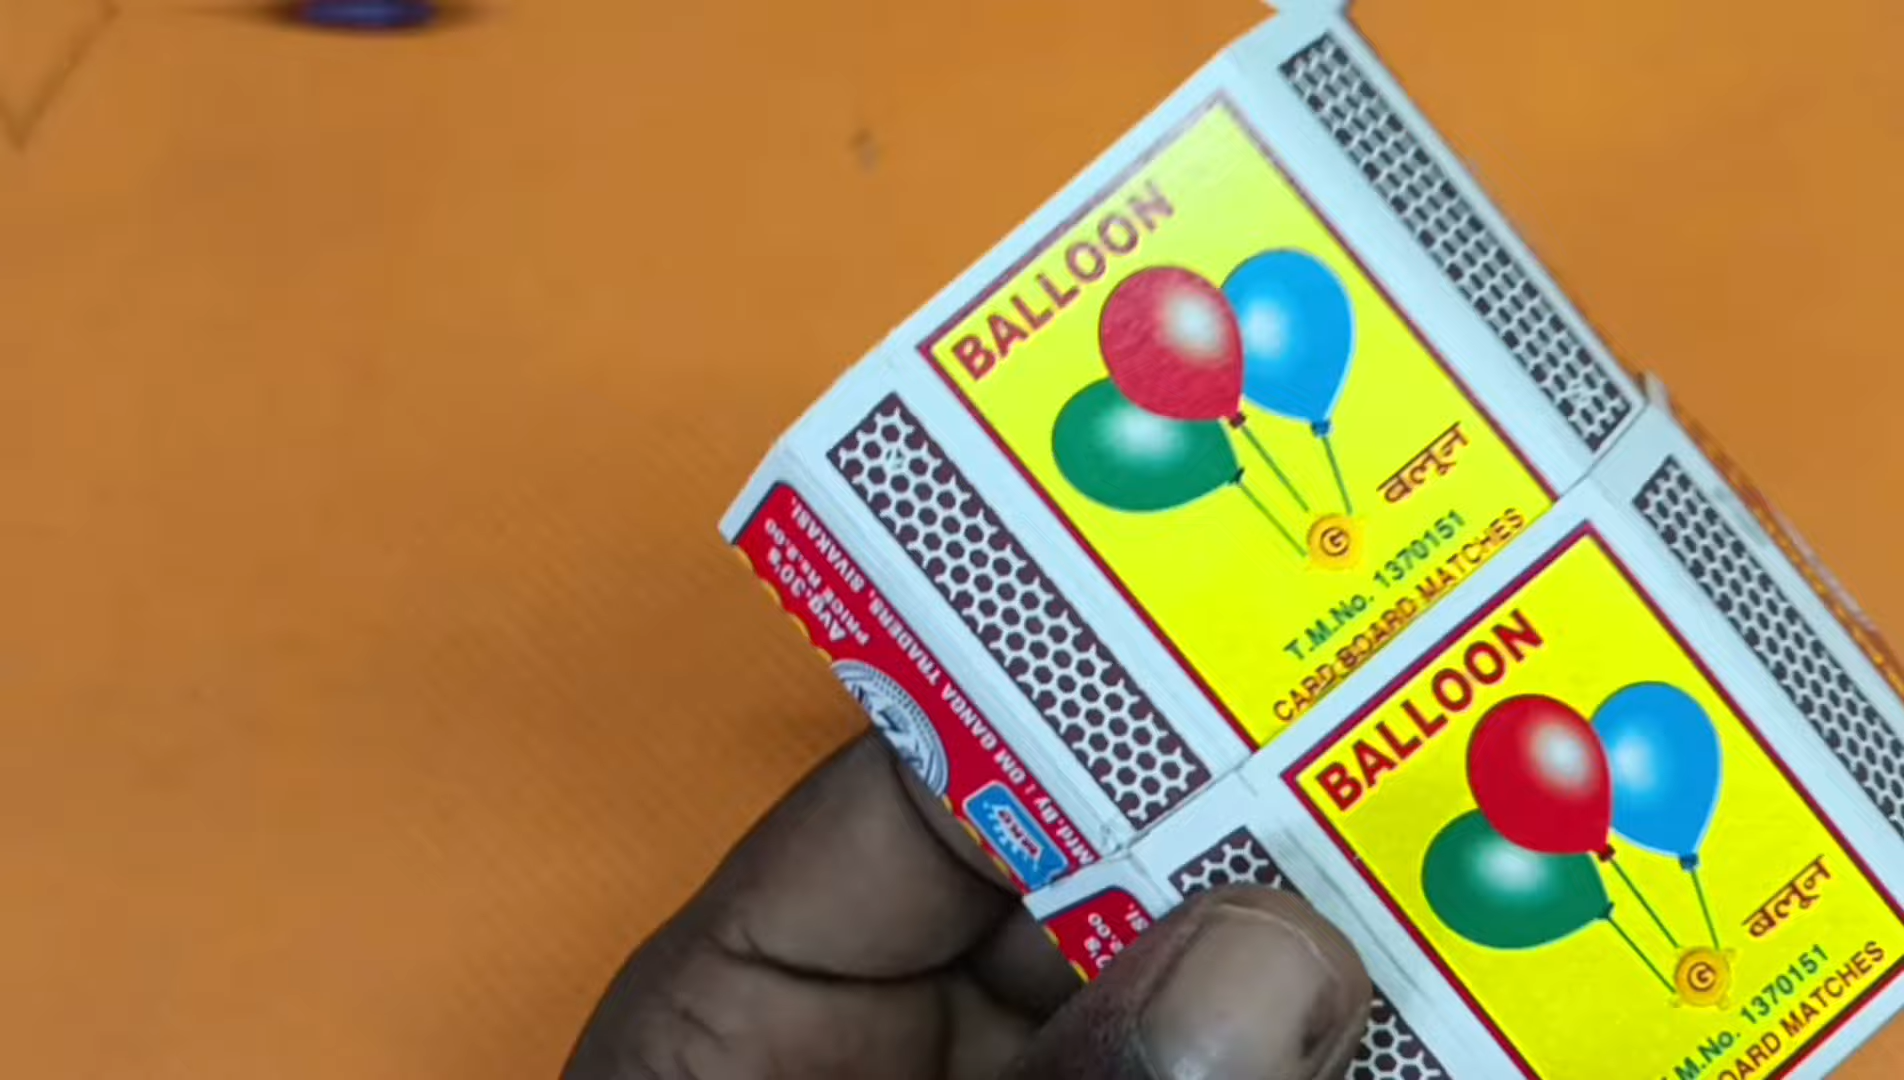 BALLOON
बलून
G
T.M.No. 1370151
CARD BOARD MATCHES
Avg.30's
PRICE Rs.2.00
Mfd.By : OM GANGA TRADERS, SIVAKASI.
BALLOON
बलून
G
T.M.No. 1370151
BOARD MATCHES